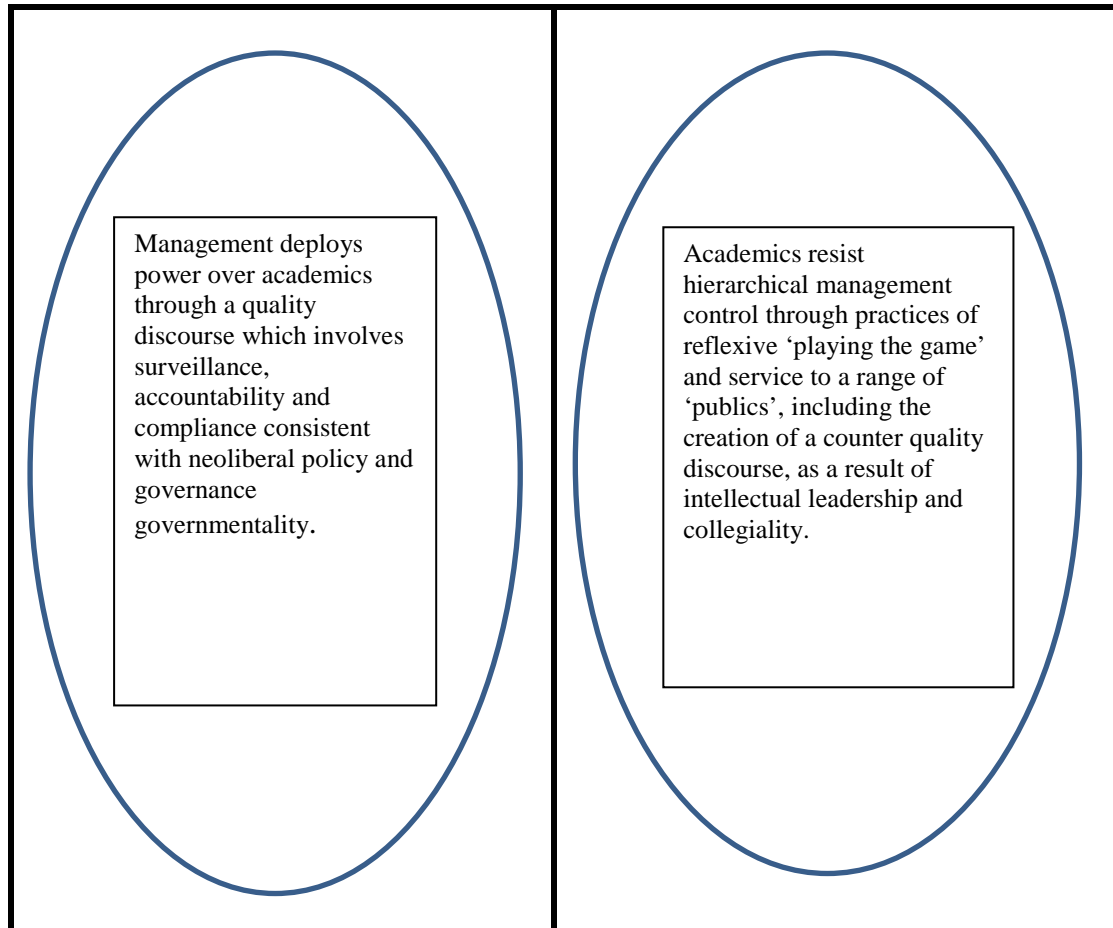 Management deploys
power over academics
through a quality
discourse which involves
surveillance,
accountability and
compliance consistent
with neoliberal policy and
governance
governmentality.
Academics resist
hierarchical management
control through practices of
reflexive ‘playing the game’
and service to a range of
‘publics’, including the
creation of a counter quality
discourse, as a result of
intellectual leadership and
collegiality.